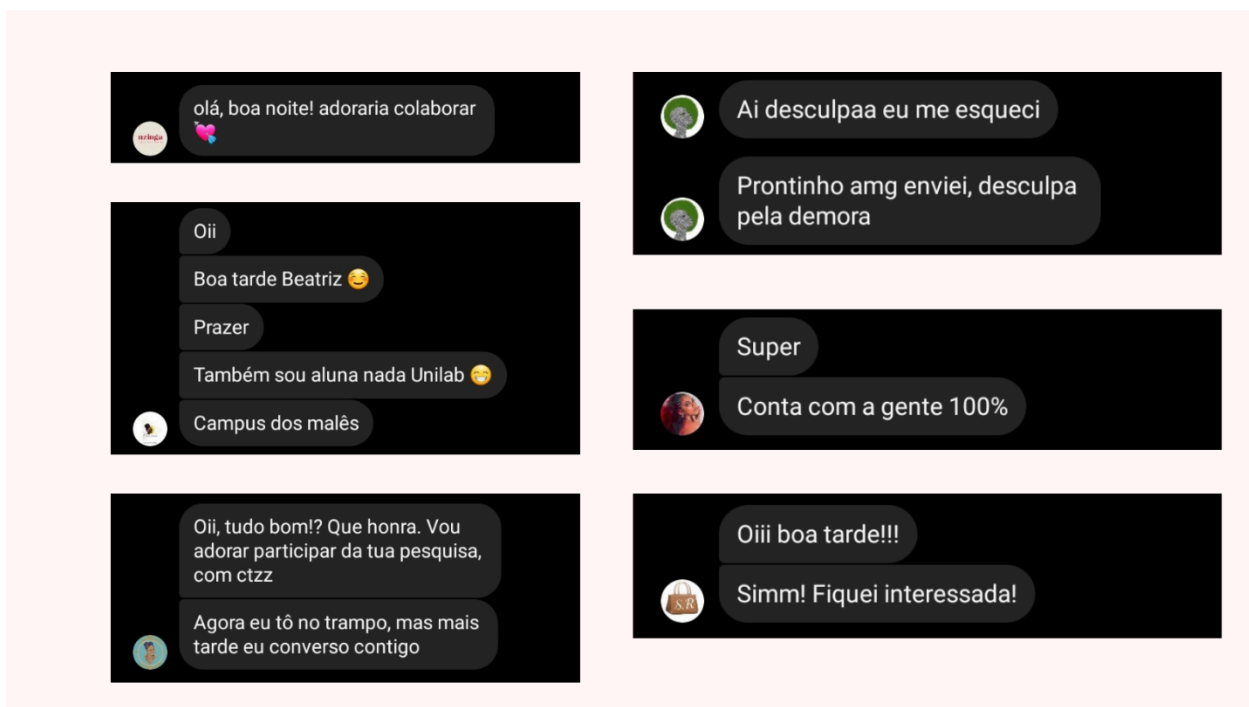 olá, boa noite! adoraria colaborar
💘
Oii
Boa tarde Beatriz ☺️
Prazer
Também sou aluna nada Unilab 😁
Campus dos malês
Oii, tudo bom!? Que honra. Vou
adorar participar da tua pesquisa,
com ctzz
Agora eu tô no trampo, mas mais
tarde eu converso contigo
Ai desculpaa eu me esqueci
Prontinho amg enviei, desculpa
pela demora
Super
Conta com a gente 100%
Oiii boa tarde!!!
S.R
Simm! Fiquei interessada!